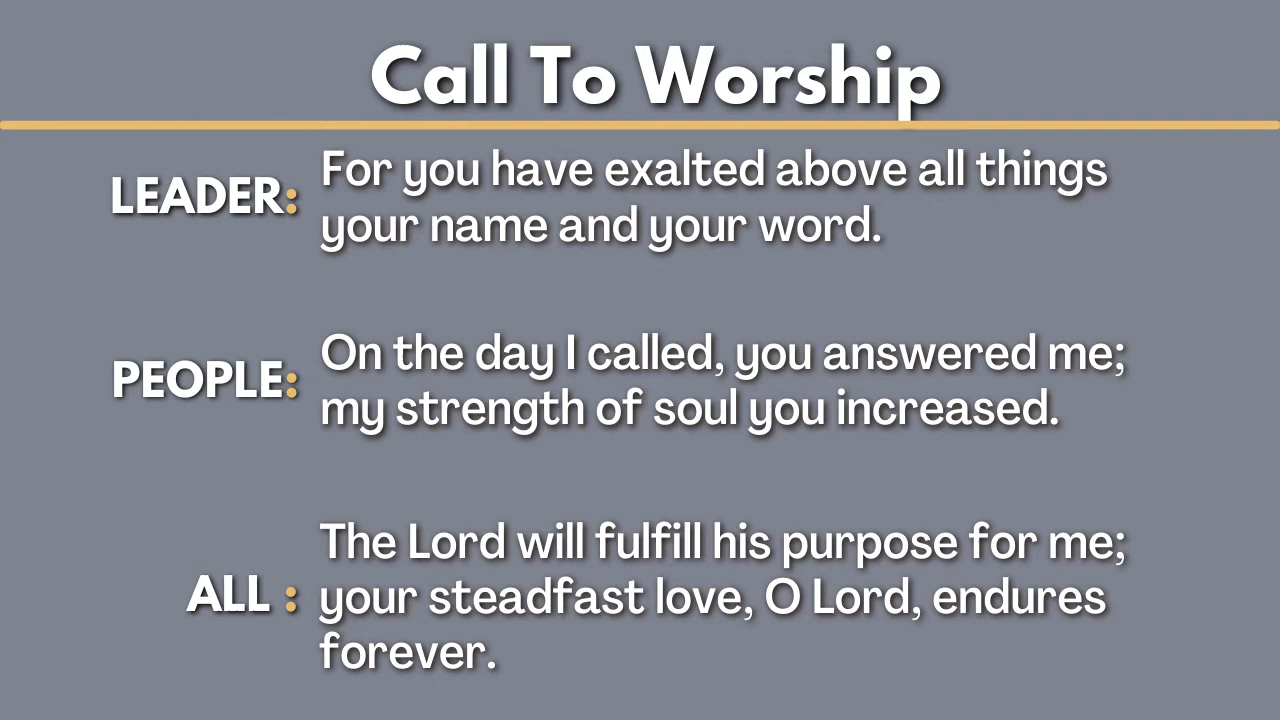 Call To Worship
LEADER: For you have exalted above all things
your name and your word.
PEOPLE: On the day I called, you answered me;
my strength of soul you increased.
The Lord will fulfill his purpose for me;
ALL : your steadfast love, O Lord, endures
forever.